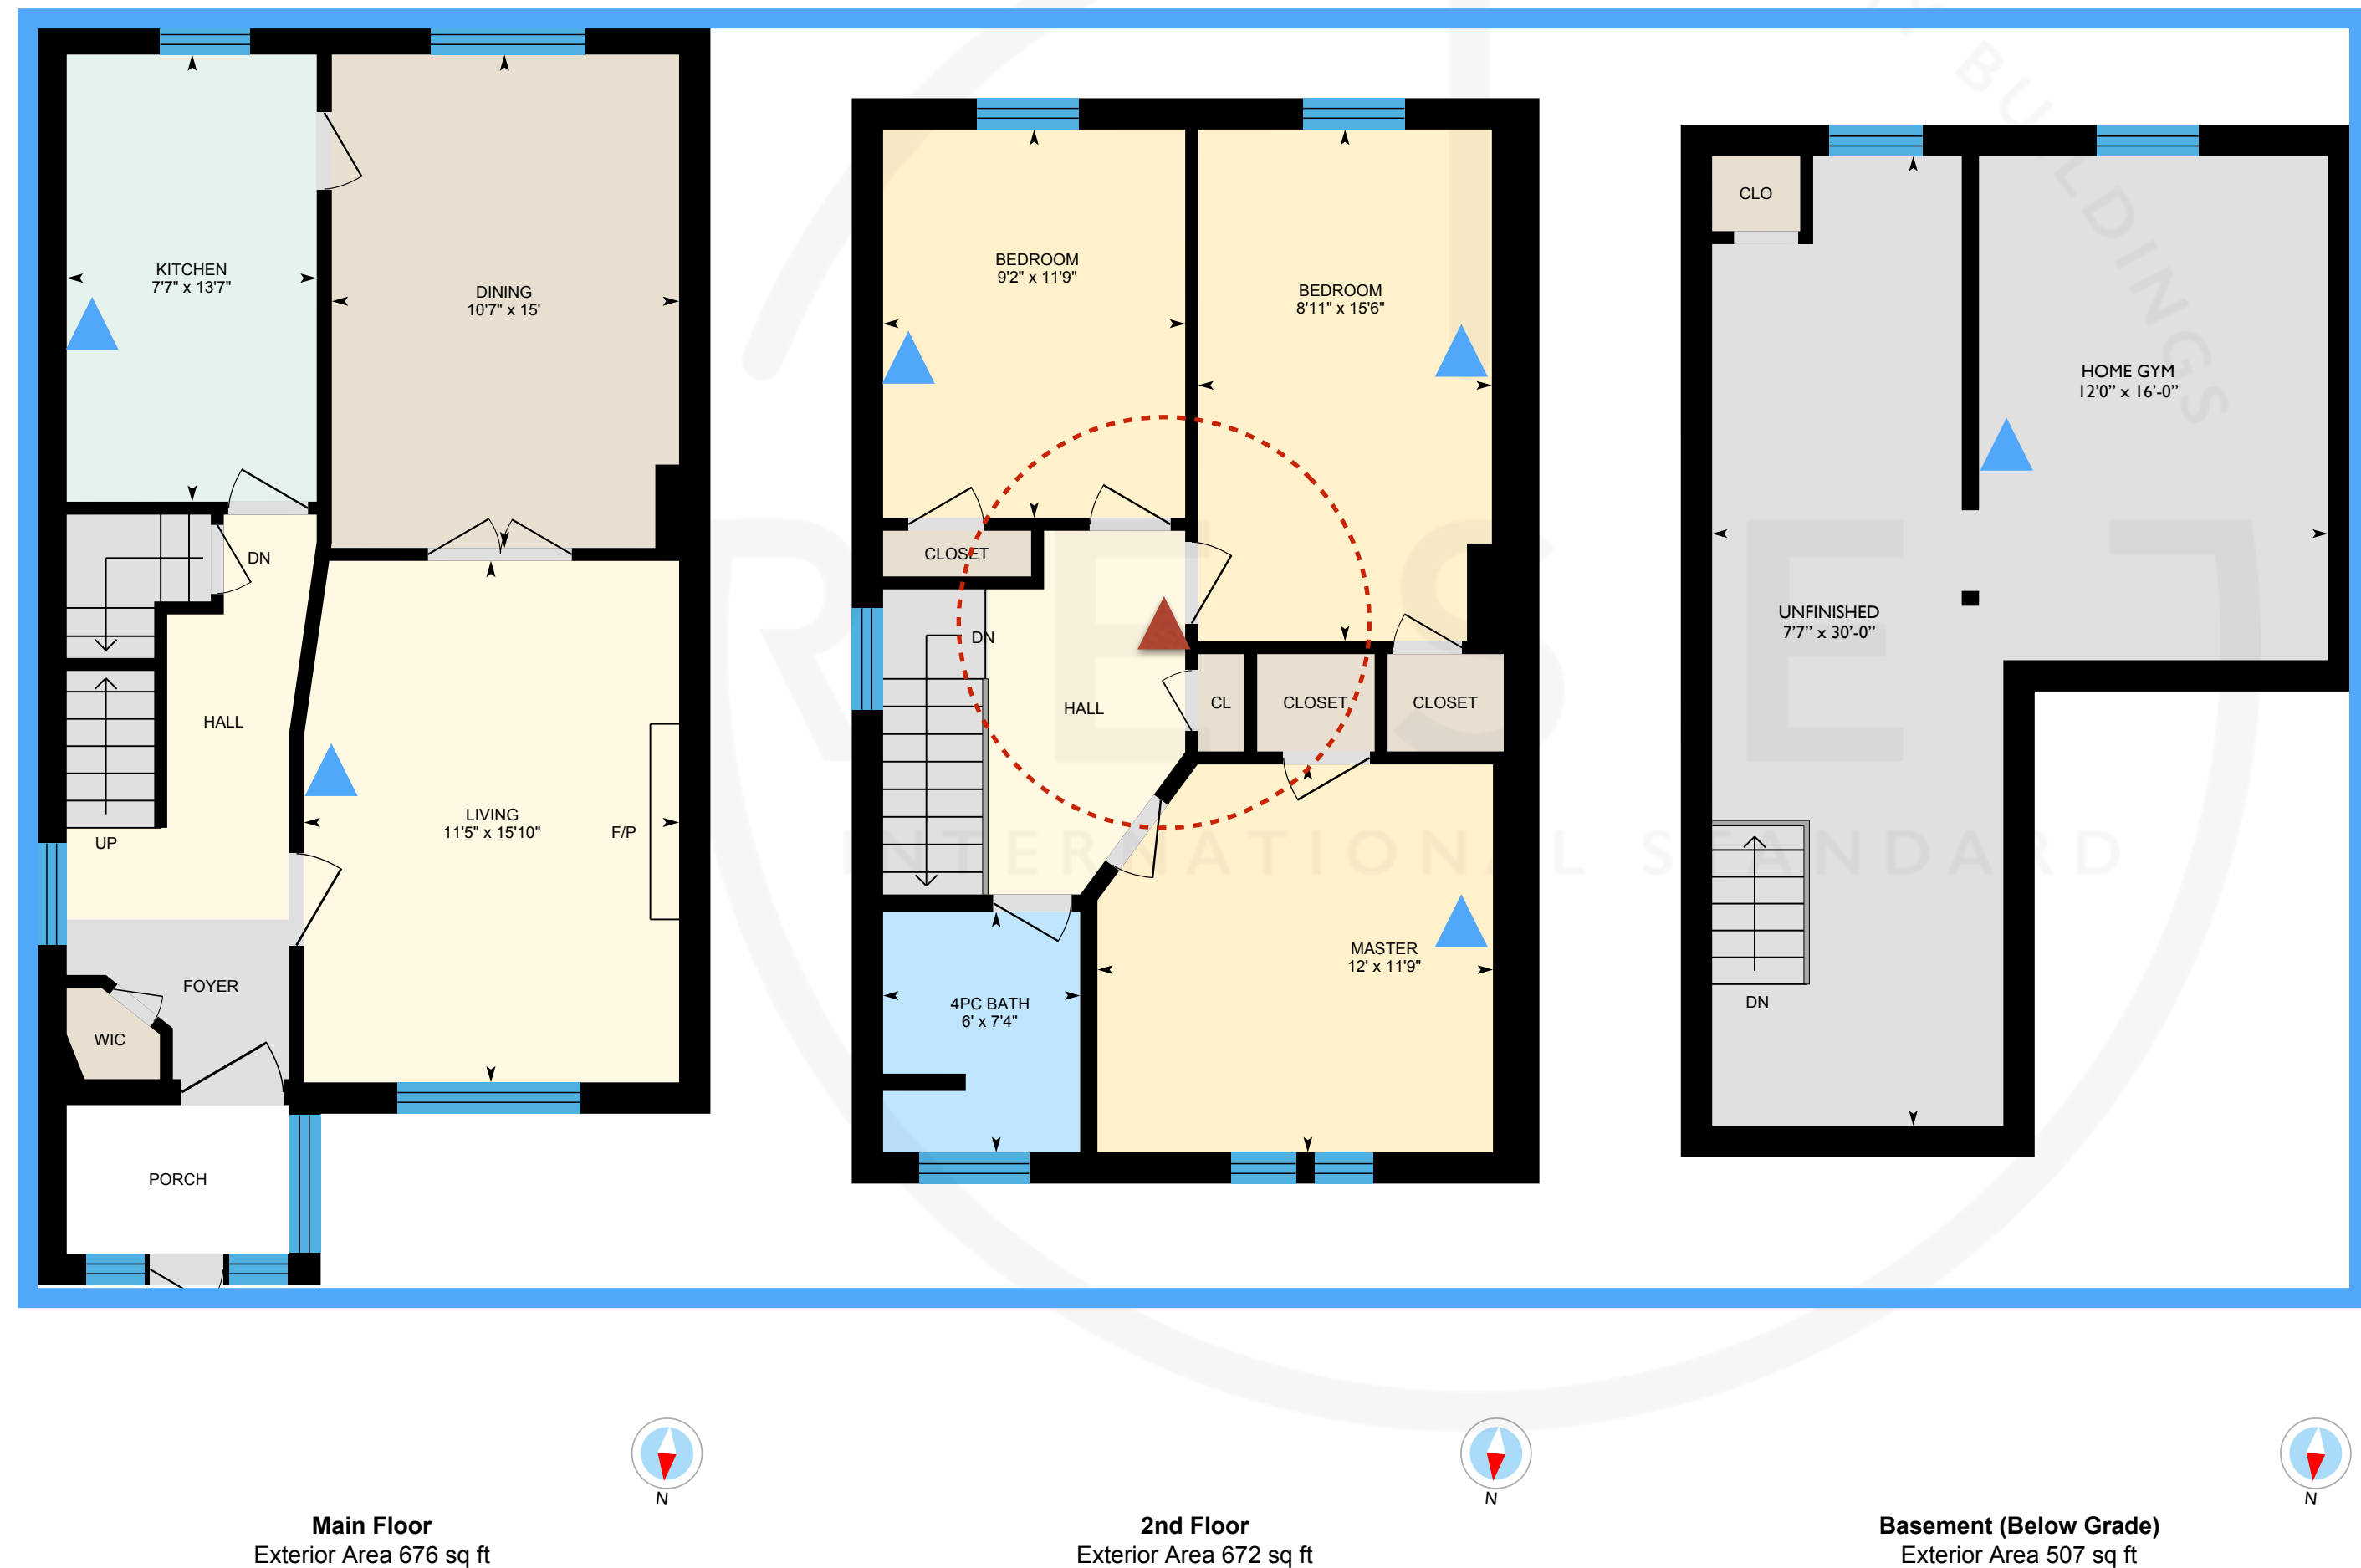 KITCHEN
7'7" x 13'7"
DINING
10'7" x 15'
DN
HALL
UP
LIVING
11'5" x 15'10"
F/P
FOYER
WIC
PORCH
BEDROOM
9'2" x 11'9"
BEDROOM
8'11" x 15'6"
CLOSET
DN
HALL
CL
CLOSET
CLOSET
MASTER
12' x 11'9"
4PC BATH
6' x 7'4"
CLO
HOME GYM
12'0” x 16'-0”
UNFINISHED
7'7” x 30'-0”
DN
BUILDINGS
RESET
INTERNATIONAL STANDARD
N
N
N
Main Floor
Exterior Area 676 sq ft
2nd Floor
Exterior Area 672 sq ft
Basement (Below Grade)
Exterior Area 507 sq ft